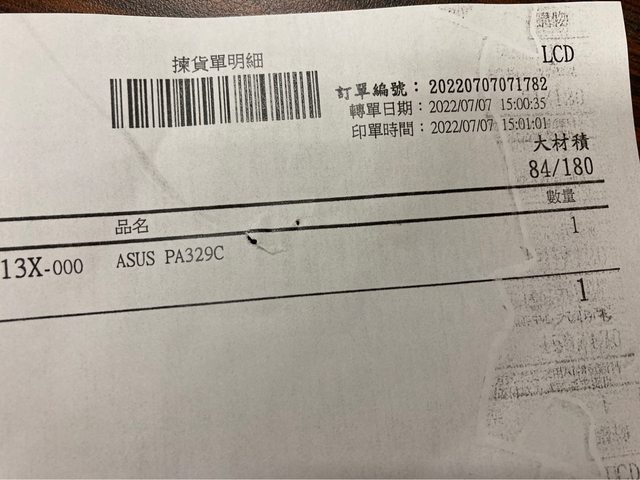 購物
LCD
揀貨單明細
訂單編號：20220707071782
轉單日期：2022/07/07 15:00:35
印單時間：2022/07/07 15:01:01
大材積
84/180
品名 數量
13X-000 ASUS PA329C 1
1